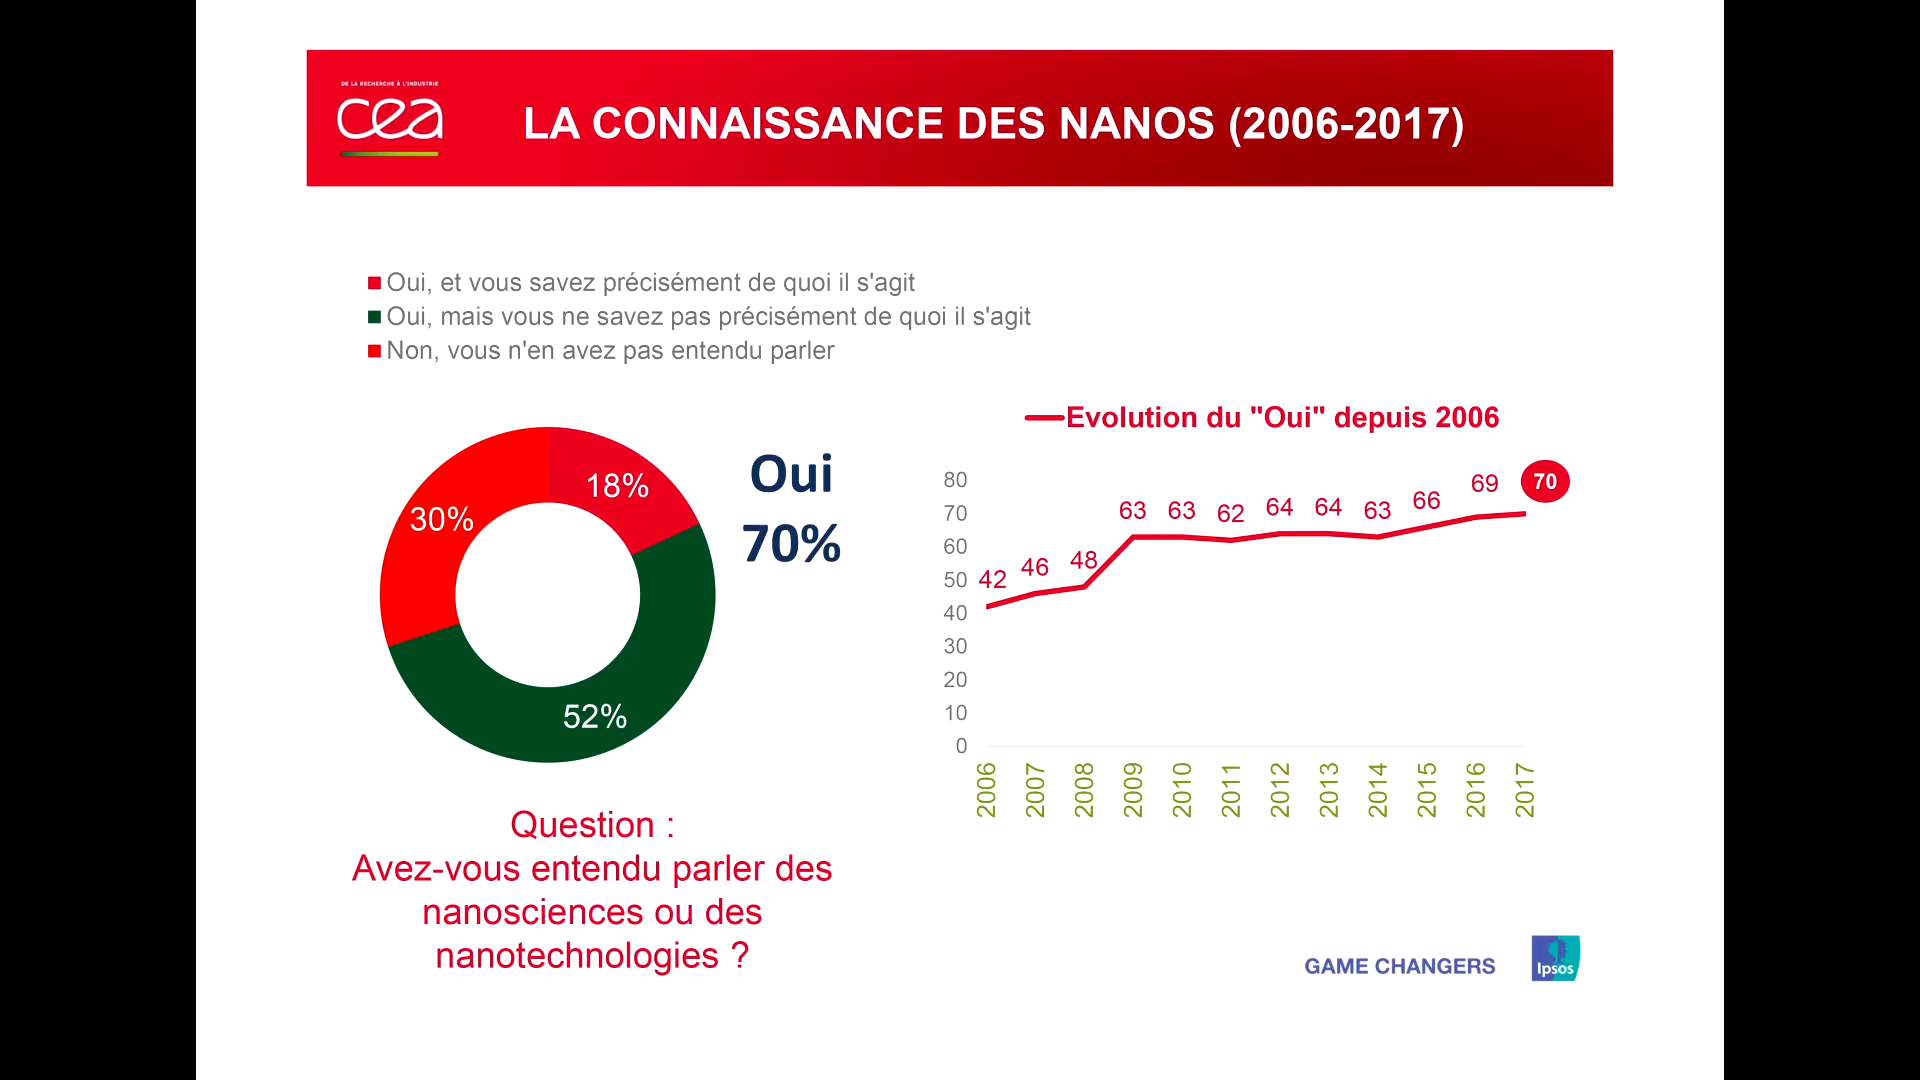 DE LA RECHERCHE À L'INDUSTRIE
cea
LA CONNAISSANCE DES NANOS (2006-2017)
Oui, et vous savez précisément de quoi il s'agit
Oui, mais vous ne savez pas précisément de quoi il s'agit
Non, vous n'en avez pas entendu parler
18%
30%
52%
Oui
70%
Evolution du "Oui" depuis 2006
80
70
60
50
40
30
20
10
0
42
46
48
63
63
62
64
64
63
66
69
70
2006
2007
2008
2009
2010
2011
2012
2013
2014
2015
2016
2017
Question :
Avez-vous entendu parler des
nanosciences ou des
nanotechnologies ?
GAME CHANGERS
Ipsos